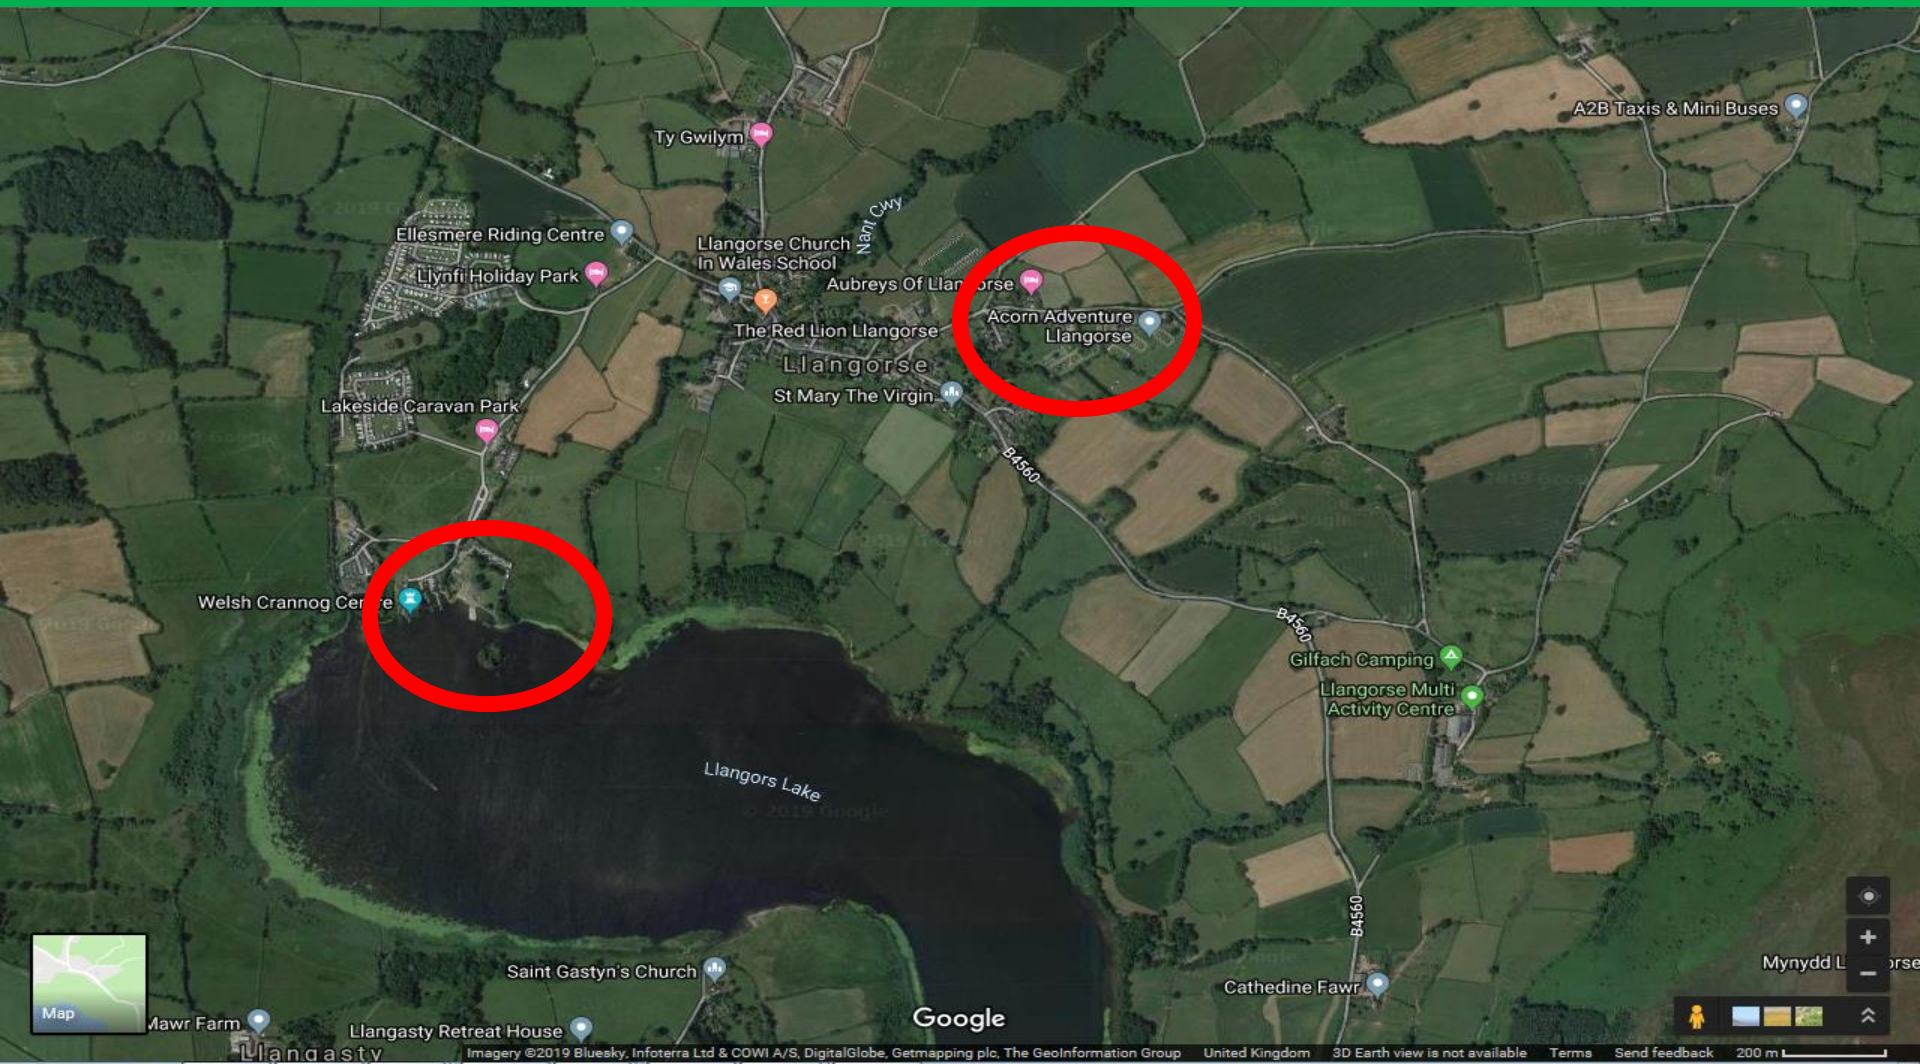 A2B Taxis & Mini Buses
Ty Gwilym
Nant Cwy
Ellesmere Riding Centre
Llangorse Church
In Wales School
Llynfi Holiday Park
Aubreys Of Llangorse
Acorn Adventure
Llangorse
The Red Lion Llangorse
Llangorse
St Mary The Virgin
Lakeside Caravan Park
B4560
Welsh Crannog Centre
B4560
Gilfach Camping
Llangorse Multi
Activity Centre
Llangors Lake
© 2019 Google
B4560
Saint Gastyn's Church
Mynydd L orse
Cathedine Fawr
Map
Mawr Farm
Llangasty Retreat House
Google
Llangasty
Imagery ©2019 Bluesky, Infoterra Ltd & COWI A/S, DigitalGlobe, Getmapping plc, The GeoInformation Group United Kingdom 3D Earth view is not available Terms Send feedback 200 m